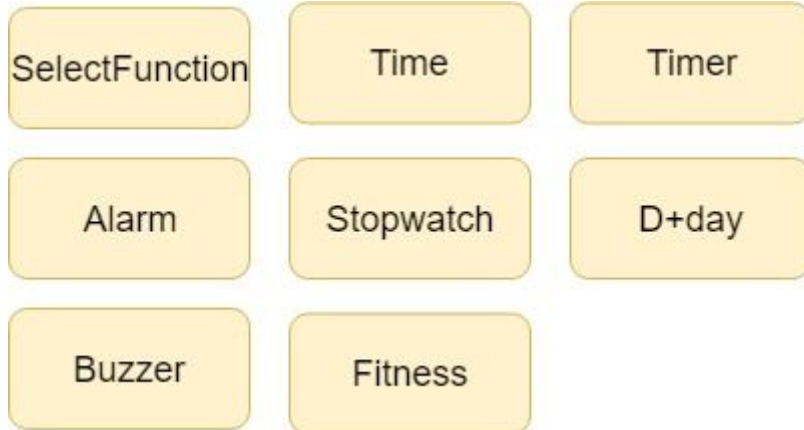 SelectFunction
Time
Timer
Alarm
Stopwatch
D+day
Buzzer
Fitness